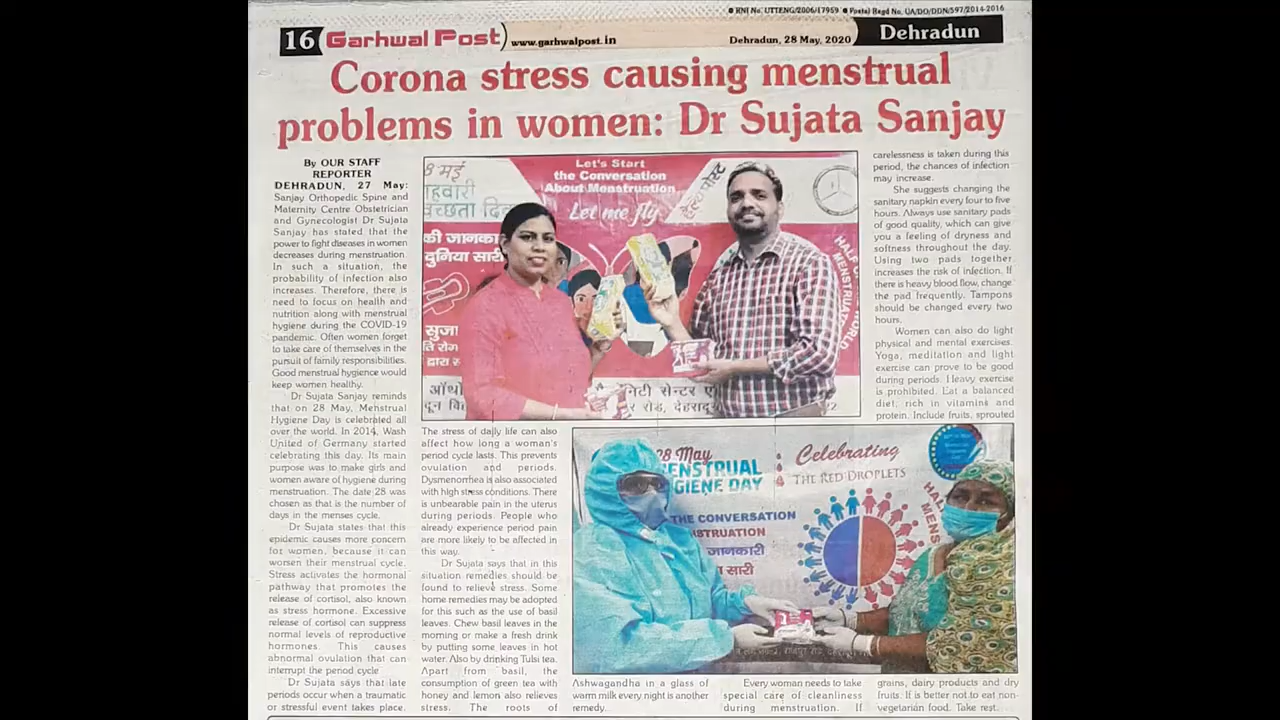 ● RNI No. UTTENG/2006/17959 ● Postal Regd No. UA/DO/DDN/597/2014-2016
16 Garhwal Post www.garhwalpost.in Dehradun, 28 May, 2020 Dehradun
Corona stress causing menstrual
problems in women: Dr Sujata Sanjay
By OUR STAFF
REPORTER
DEHRADUN, 27 May:
Sanjay Orthopedic Spine and
Maternity Centre Obstetrician
and Gynecologist Dr Sujata
Sanjay has stated that the
power to fight diseases in women
decreases during menstruation.
In such a situation, the
probability of infection also
increases. Therefore, there is
need to focus on health and
nutrition along with menstrual
hygiene during the COVID-19
pandemic. Often women forget
to take care of themselves in the
pursuit of family responsibilities.
Good menstrual hygiene would
keep women healthy.
Dr Sujata Sanjay reminds
that on 28 May, Menstrual
Hygiene Day is celebrated all
over the world. In 2014, Wash
United of Germany started
celebrating this day. Its main
purpose was to make girls and
women aware of hygiene during
menstruation. The date 28 was
chosen as that is the number of
days in the menses cycle.
Dr Sujata states that this
epidemic causes more concern
for women, because it can
worsen their menstrual cycle.
Stress activates the hormonal
pathway that promotes the
release of cortisol, also known
as stress hormone. Excessive
release of cortisol can suppress
normal levels of reproductive
hormones. This causes
abnormal ovulation that can
interrupt the period cycle
Dr Sujata says that late
periods occur when a traumatic
or stressful event takes place.
8 मई
हवारी
च्छता दि
Let's Start
the Conversation
About Menstruation
Let me fly
की जानका
दुनिया सारी
सुजा
ति रोग
द्वारा स
HALF
MENSTRUAT
WORLD
ऑर्थो
निटी सेन्टर ए
दून वि
र रोड, देहरादू
The stress of daily life can also
affect how long a woman's
period cycle lasts. This prevents
ovulation and periods.
Dysmenorrhea is also associated
with high stress conditions. There
is unbearable pain in the uterus
during periods. People who
already experience period pain
are more likely to be affected in
this way.
Dr Sujata says that in this
situation remedies should be
found to relieve stress. Some
home remedies may be adopted
for this such as the use of basil
leaves. Chew basil leaves in the
morning or make a fresh drink
by putting some leaves in hot
water. Also by drinking Tulsi tea.
Apart from basil, the
consumption of green tea with
honey and lemon also relieves
stress. The roots of
28 May
MENSTRUAL
GIENE DAY
Celebrating
THE RED DROPLETS
THE CONVERSATION
STRUATION
जानकारी
सारी
HAL
MENS
Ashwagandha in a glass of
warm milk every night is another
remedy.
Every woman needs to take
special care of cleanliness
during menstruation. If
carelessness is taken during this
period, the chances of infection
may increase.
She suggests changing the
sanitary napkin every four to five
hours. Always use sanitary pads
of good quality, which can give
you a feeling of dryness and
softness throughout the day.
Using two pads together
increases the risk of infection. If
there is heavy blood flow, change
the pad frequently. Tampons
should be changed every two
hours.
Women can also do light
physical and mental exercises.
Yoga, meditation and light
exercise can prove to be good
during periods. Heavy exercise
is prohibited. Eat a balanced
diet, rich in vitamins and
protein. Include fruits, sprouted
grains, dairy products and dry
fruits. If is better not to eat non-
vegetarian food. Take rest.